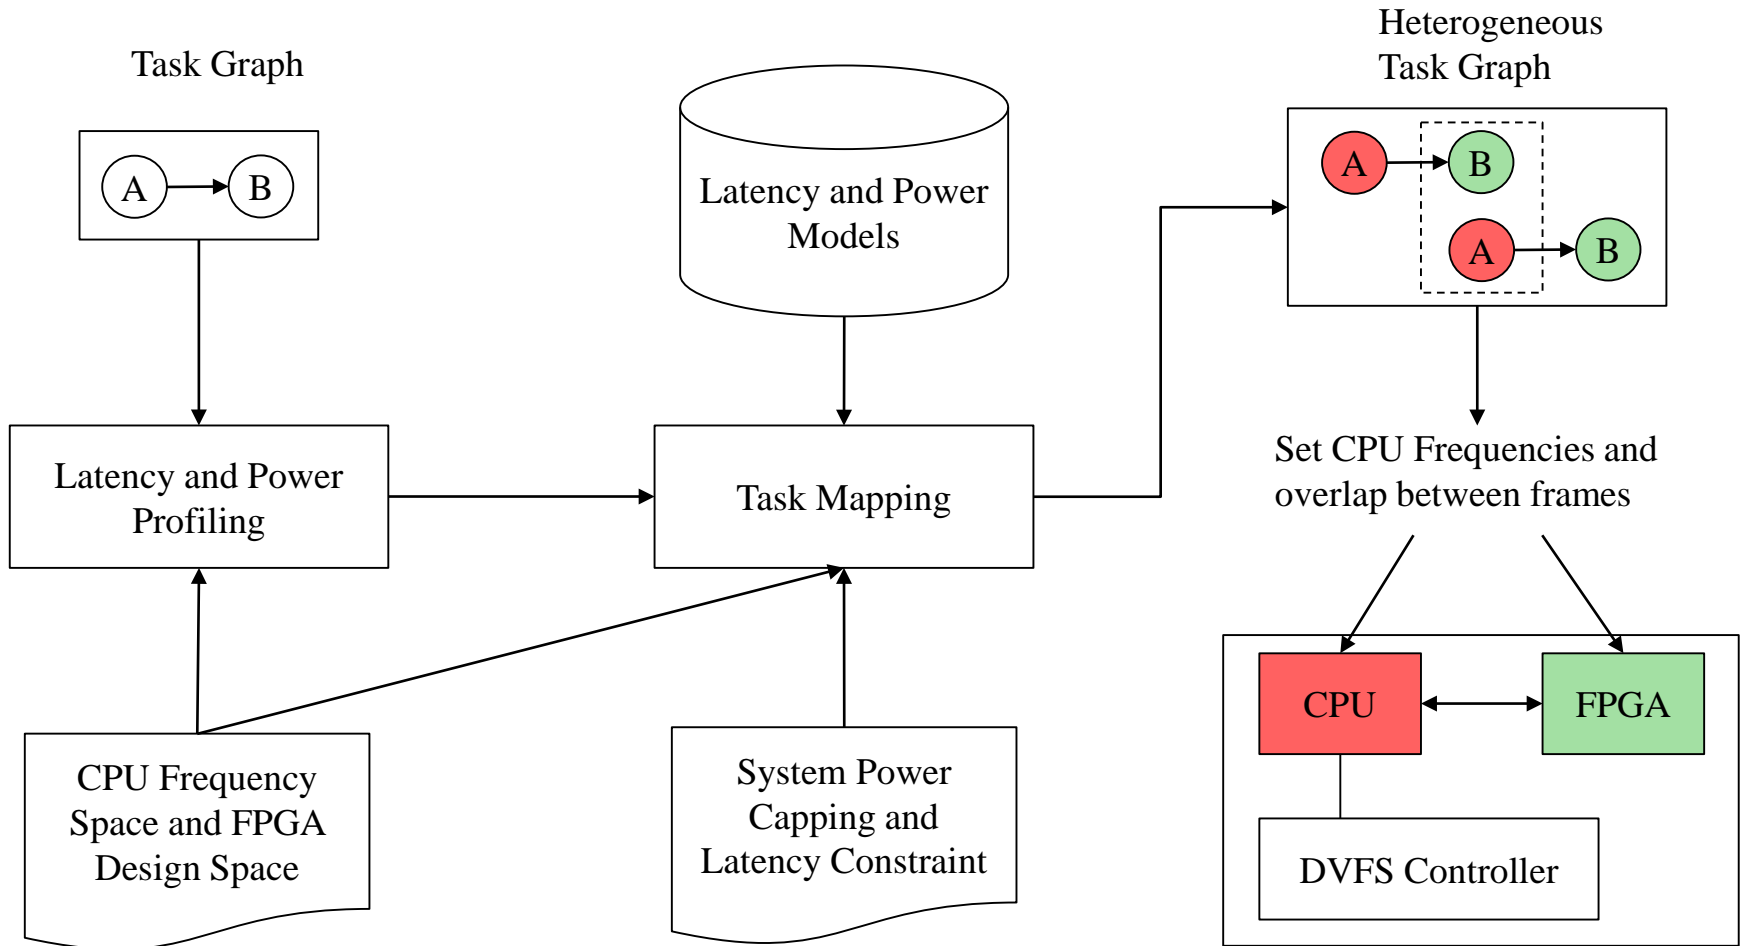 Task Graph
A
B
Latency and Power
Models
Heterogeneous
Task Graph
A
B
A
B
Latency and Power
Profiling
Task Mapping
Set CPU Frequencies and
overlap between frames
CPU Frequency
Space and FPGA
Design Space
System Power
Capping and
Latency Constraint
CPU
FPGA
DVFS Controller